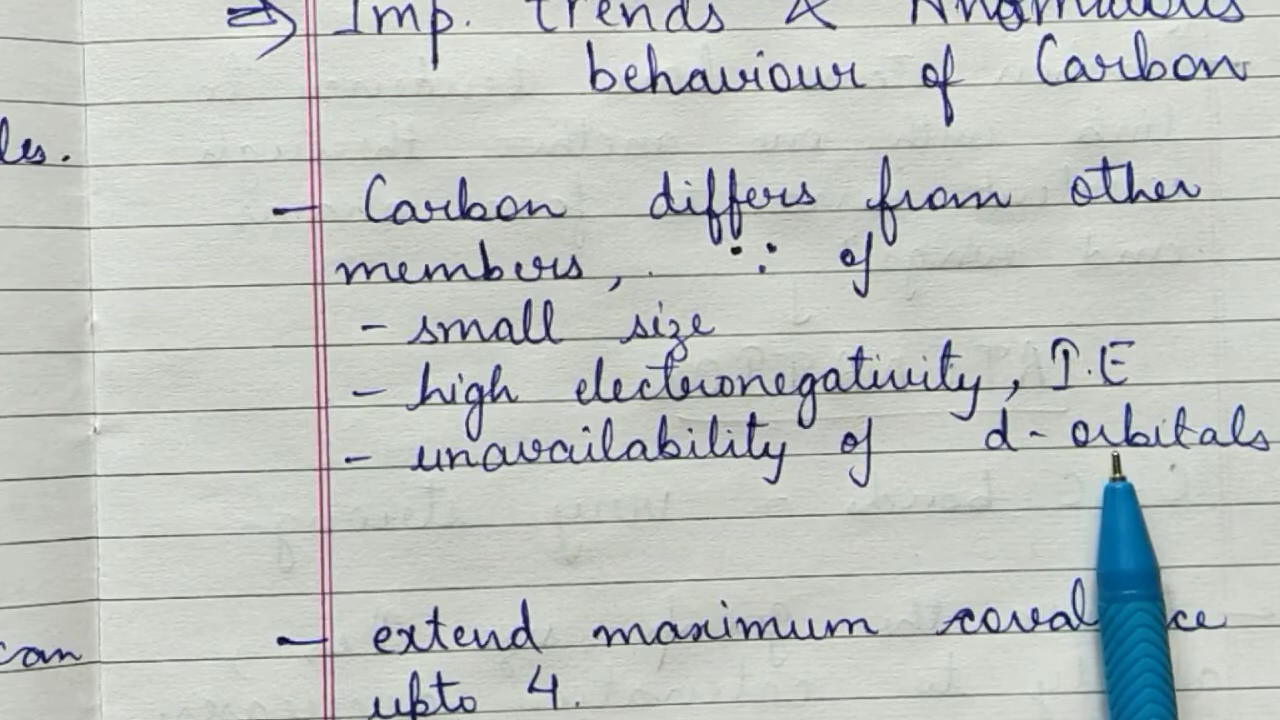 ⇒ Imp. trends & Anomalous
behaviour of Carbon
les.
- Carbon differs from other
members, ∵ of
- small size
- high electronegativity, I.E
- unavailability of d-orbitals
- extend maximum
can
upto 4.